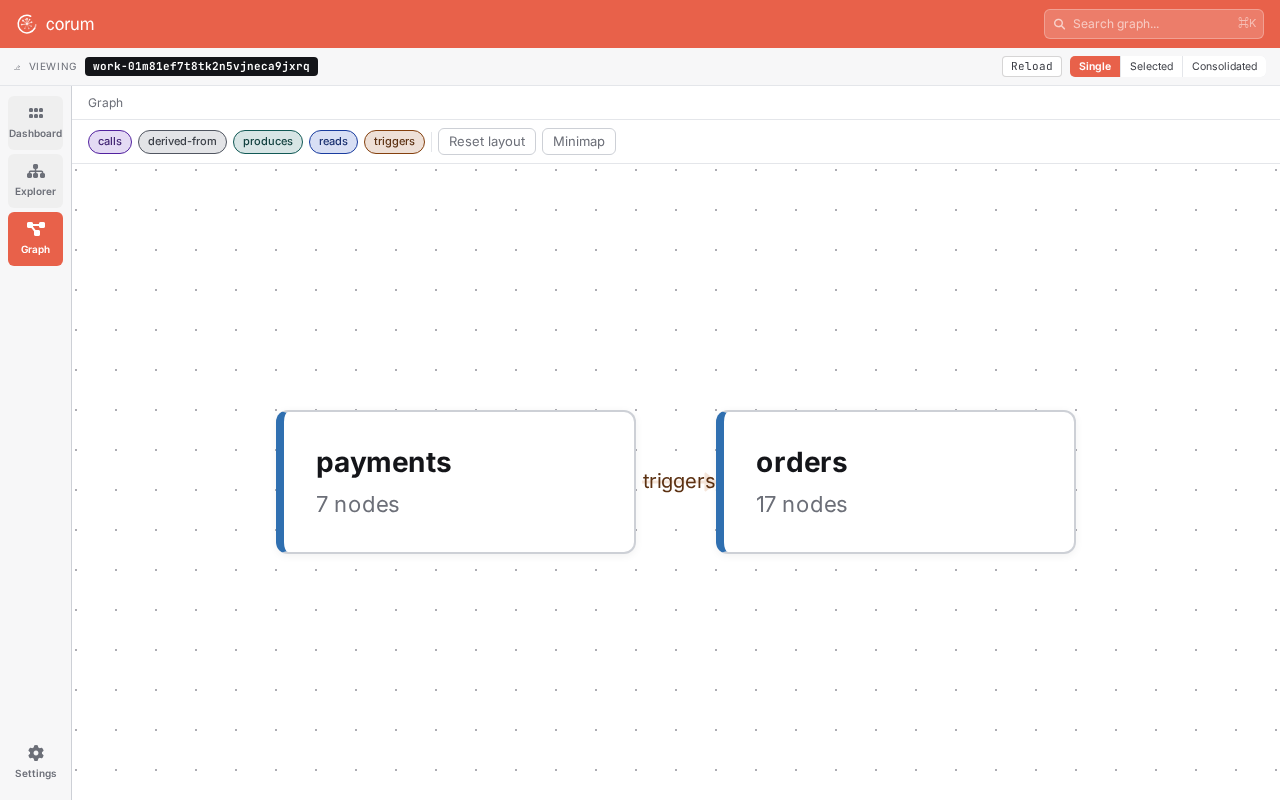 corum
Search graph... ⌘K
VIEWING work-01m81ef7t8tk2n5vjneca9jxrq
Reload Single Selected Consolidated
Graph
calls derived-from produces reads triggers Reset layout Minimap
Dashboard
Explorer
Graph
payments
7 nodes
triggers
orders
17 nodes
Settings